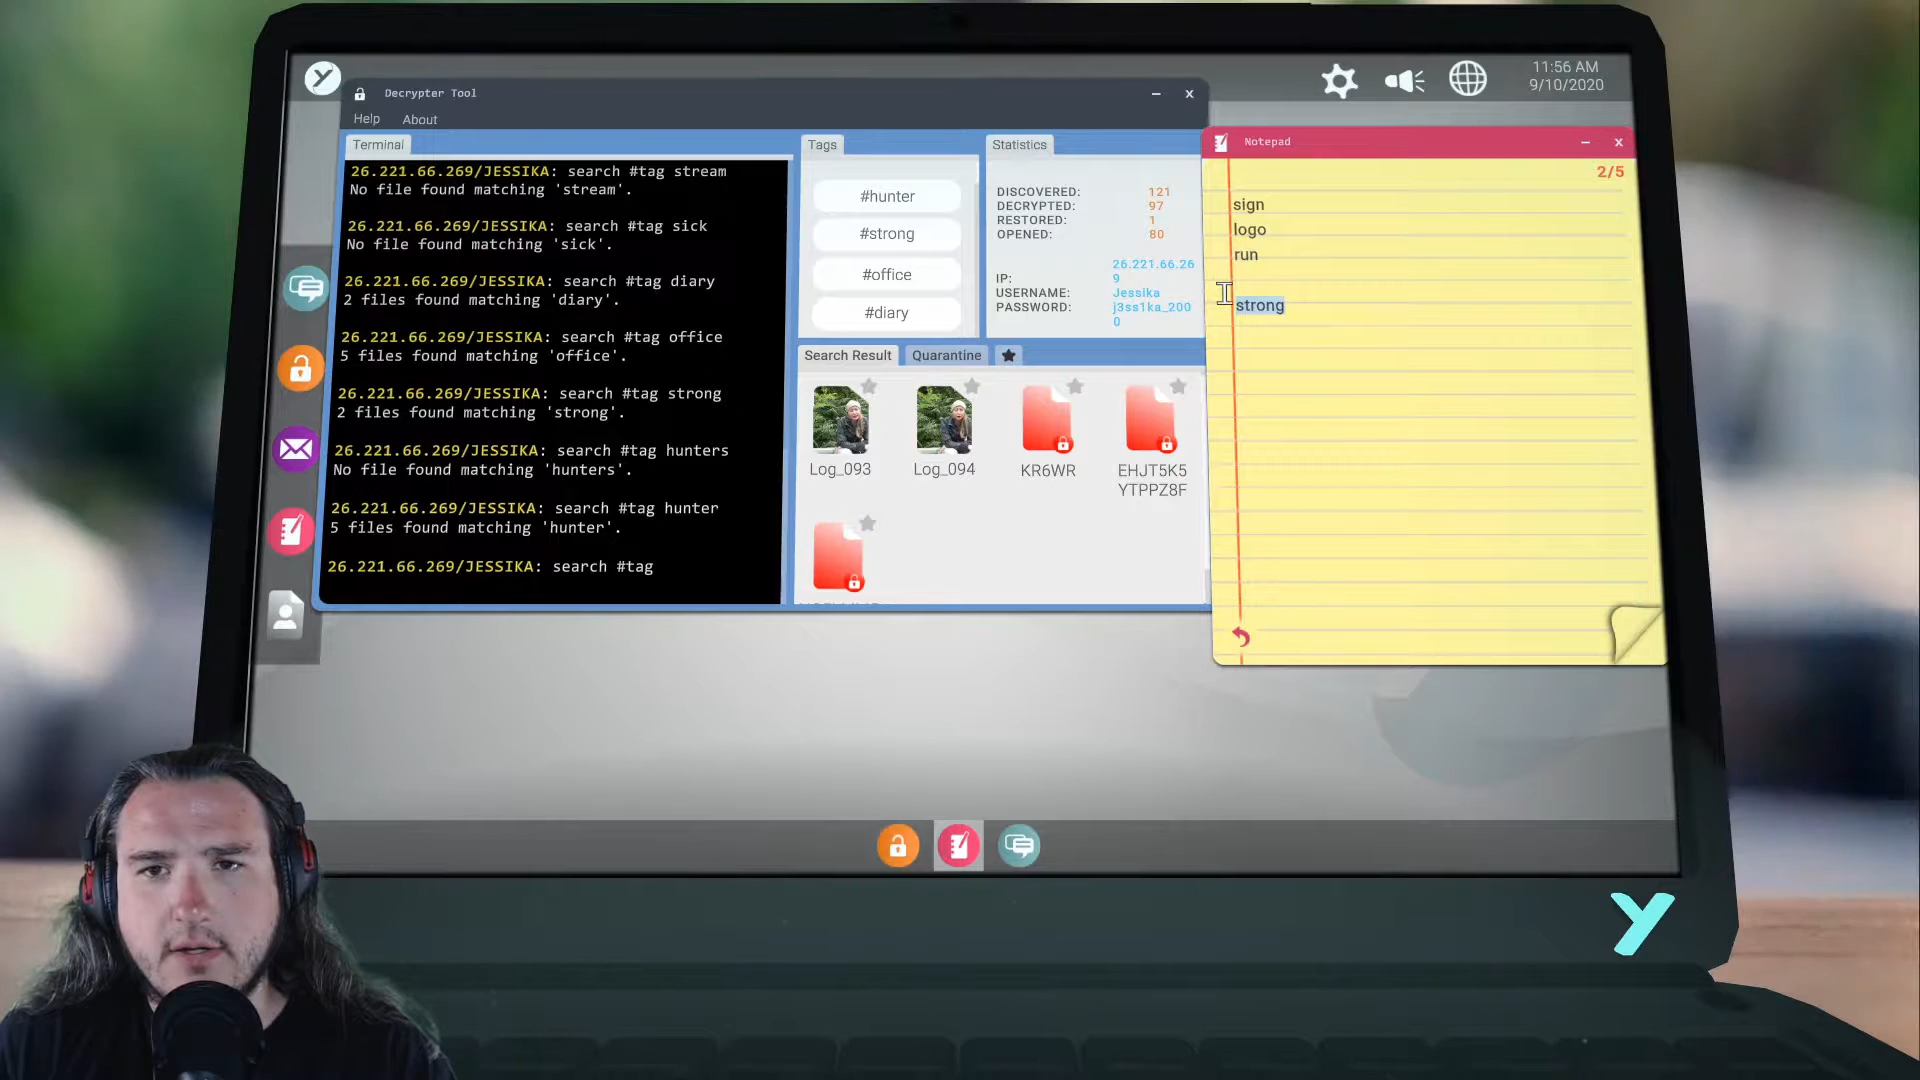 11:56 AM
9/10/2020
Decrypter Tool
Help About
Terminal
26.221.66.269/JESSIKA: search #tag stream
No file found matching 'stream'.
26.221.66.269/JESSIKA: search #tag sick
No file found matching 'sick'.
26.221.66.269/JESSIKA: search #tag diary
2 files found matching 'diary'.
26.221.66.269/JESSIKA: search #tag office
5 files found matching 'office'.
26.221.66.269/JESSIKA: search #tag strong
2 files found matching 'strong'.
26.221.66.269/JESSIKA: search #tag hunters
No file found matching 'hunters'.
26.221.66.269/JESSIKA: search #tag hunter
5 files found matching 'hunter'.
26.221.66.269/JESSIKA: search #tag
Tags
#hunter
#strong
#office
#diary
Statistics
DISCOVERED: 121
DECRYPTED: 97
RESTORED: 1
OPENED: 80
IP: 26.221.66.26
9
USERNAME: Jessika
PASSWORD: j3ss1ka_200
0
Search Result Quarantine
Log_093 Log_094 KR6WR EHJT5K5
YTPPZ8F
Notepad
2/5
sign
logo
run
strong